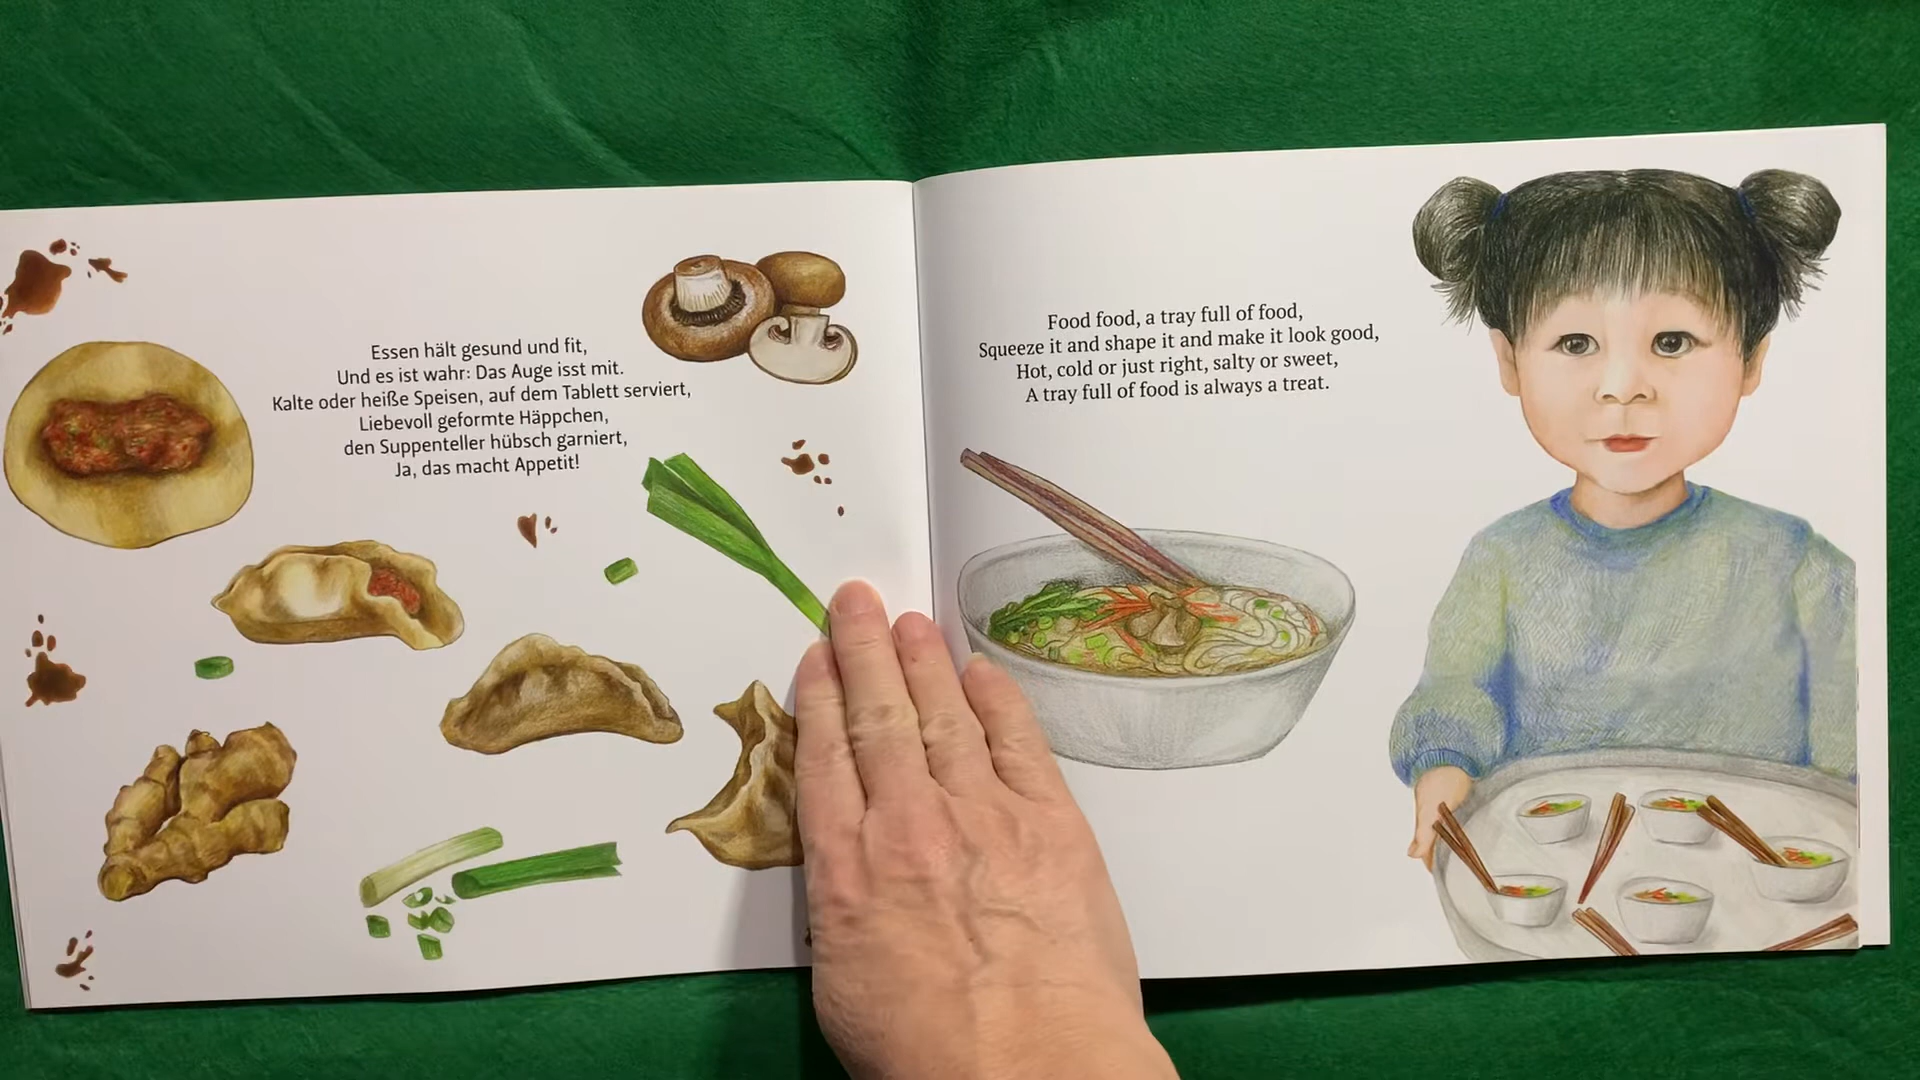 Essen hält gesund und fit,
Und es ist wahr: Das Auge isst mit.
Kalte oder heiße Speisen, auf dem Tablett serviert,
Liebevoll geformte Häppchen,
den Suppenteller hübsch garniert,
Ja, das macht Appetit!
Food food, a tray full of food,
Squeeze it and shape it and make it look good,
Hot, cold or just right, salty or sweet,
A tray full of food is always a treat.